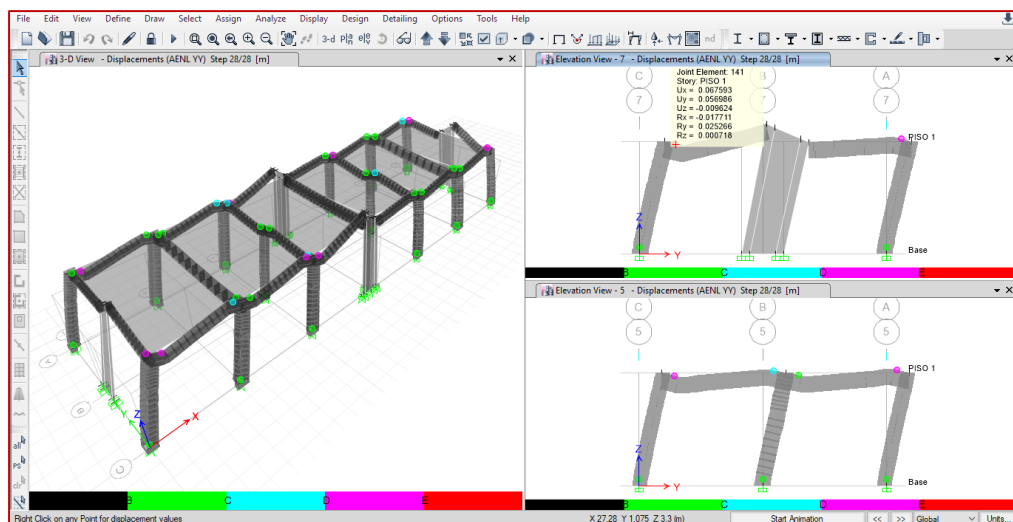 File Edit View Define Draw Select Assign Analyze Display Design Detailing Options Tools Help
3-d nd
3-D View - Displacements (AENL YY) Step 28/28 [m]
Elevation View - 7 - Displacements (AENL YY) Step 28/28 [m]
Joint Element: 141
Story: PISO 1
Ux = 0.067593
Uy = 0.056986
Uz = -0.009624
Rx = -0.017711
Ry = 0.025266
Rz = 0.000718
C B A
7 7 7
PISO 1
Z
Y
Base
B C D E
Elevation View - 5 - Displacements (AENL YY) Step 28/28 [m]
C B A
5 5 5
PISO 1
Z
Y
Base
Z
X
Y
C
all
PS
clr
B C D E
B C D E
Right Click on any Point for displacement values
X 27.28 Y 1.075 Z 3.3 (m)
Start Animation
<< >>
Global
Units...